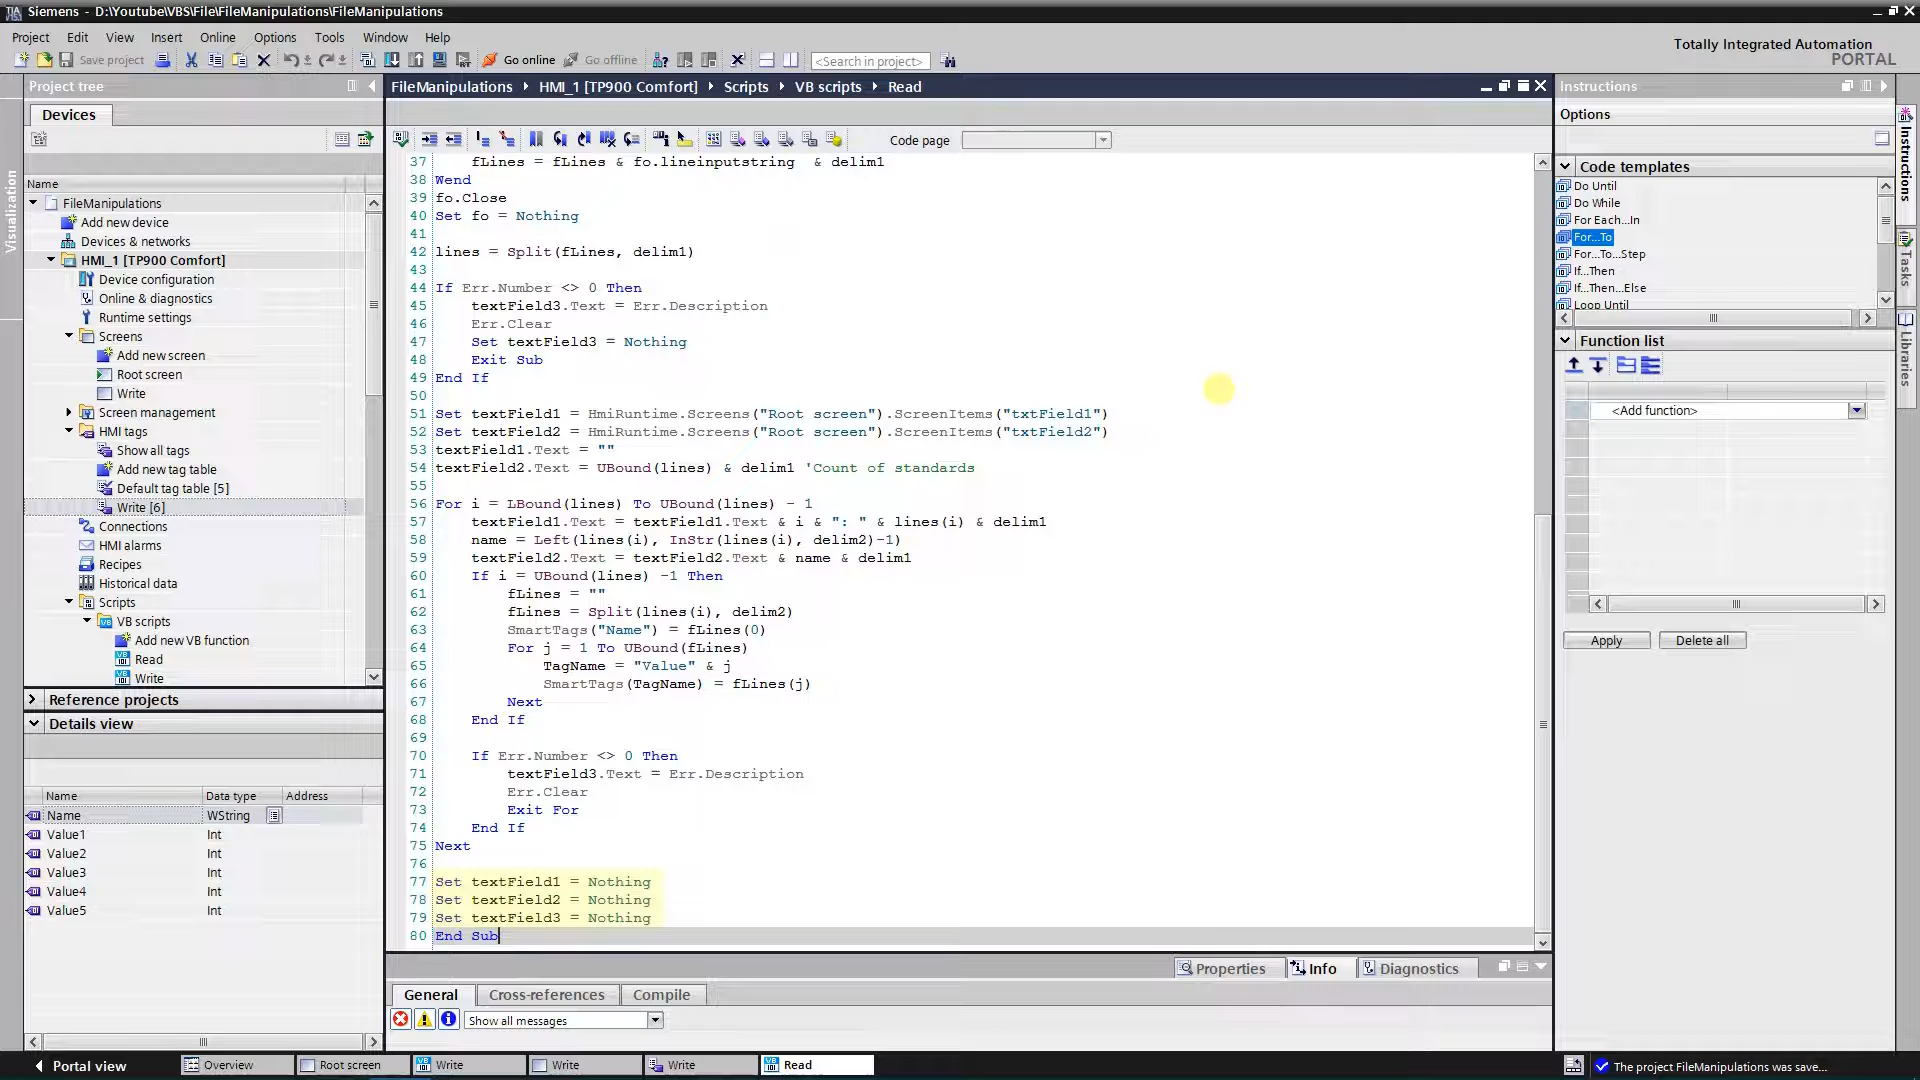 Siemens - D:\Youtube\VBS\File\FileManipulations\FileManipulations
Project Edit View Insert Online Options Tools Window Help
Totally Integrated Automation
PORTAL
Save project
Go online
Go offline
<Search in project>
Project tree
FileManipulations HMI_1 [TP900 Comfort] Scripts VB scripts Read
Instructions
Devices
Options
Code page
Visualization
Name
FileManipulations
Add new device
Devices & networks
HMI_1 [TP900 Comfort]
Device configuration
Online & diagnostics
Runtime settings
Screens
Add new screen
Root screen
Write
Screen management
HMI tags
Show all tags
Add new tag table
Default tag table [5]
Write [6]
Connections
HMI alarms
Recipes
Historical data
Scripts
VB scripts
Add new VB function
Read
Write
Reference projects
Details view
Name Data type Address
Name WString
Value1 Int
Value2 Int
Value3 Int
Value4 Int
Value5 Int
37 fLines = fLines & fo.lineinputstring & delim1
38 Wend
39 fo.Close
40 Set fo = Nothing
41
42 lines = Split(fLines, delim1)
43
44 If Err.Number <> 0 Then
45 textField3.Text = Err.Description
46 Err.Clear
47 Set textField3 = Nothing
48 Exit Sub
49 End If
50
51 Set textField1 = HmiRuntime.Screens("Root screen").ScreenItems("txtField1")
52 Set textField2 = HmiRuntime.Screens("Root screen").ScreenItems("txtField2")
53 textField1.Text = ""
54 textField2.Text = UBound(lines) & delim1 'Count of standards
55
56 For i = LBound(lines) To UBound(lines) - 1
57 textField1.Text = textField1.Text & i & ": " & lines(i) & delim1
58 name = Left(lines(i), InStr(lines(i), delim2)-1)
59 textField2.Text = textField2.Text & name & delim1
60 If i = UBound(lines) -1 Then
61 fLines = ""
62 fLines = Split(lines(i), delim2)
63 SmartTags("Name") = fLines(0)
64 For j = 1 To UBound(fLines)
65 TagName = "Value" & j
66 SmartTags(TagName) = fLines(j)
67 Next
68 End If
69
70 If Err.Number <> 0 Then
71 textField3.Text = Err.Description
72 Err.Clear
73 Exit For
74 End If
75 Next
76
77 Set textField1 = Nothing
78 Set textField2 = Nothing
79 Set textField3 = Nothing
80 End Sub
Code templates
Do Until
Do While
For Each...In
For...To
For...To...Step
If...Then
If...Then...Else
Loop Until
Function list
<Add function>
Apply Delete all
Instructions
Tasks
Libraries
Properties Info Diagnostics
General Cross-references Compile
Show all messages
Portal view Overview Root screen Write Write Write Read
The project FileManipulations was save...